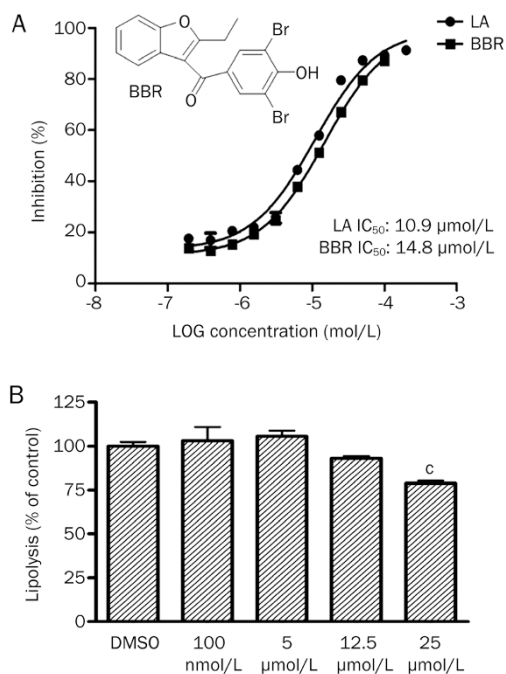 A
100
80
60
40
20
0
Inhibition (%)
-8
-7
-6
-5
-4
-3
LOG concentration (mol/L)
O
O
Br
OH
Br
BBR
LA
BBR
LA IC₅₀: 10.9 μmol/L
BBR IC₅₀: 14.8 μmol/L
B
125
100
75
50
25
0
Lipolysis (% of control)
c
DMSO
100
nmol/L
5
μmol/L
12.5
μmol/L
25
μmol/L